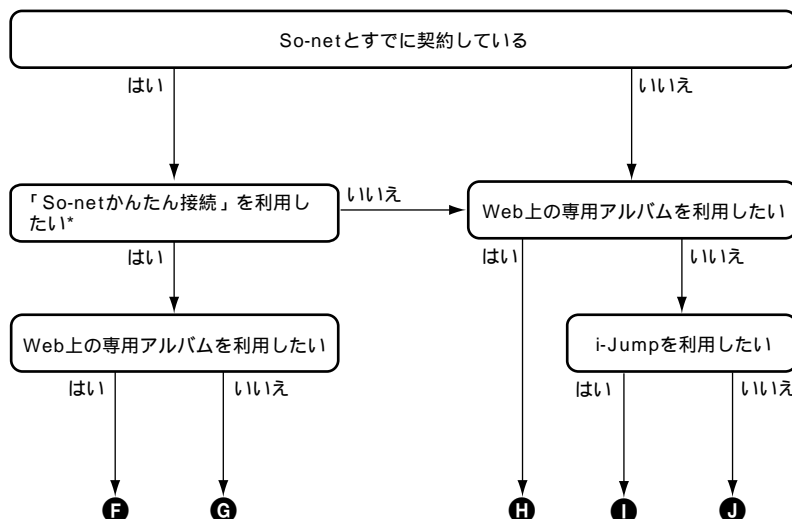 So-netとすでに契約している
はい
いいえ
「So-netかんたん接続」を利用し
たい*
いいえ
Web上の専用アルバムを利用したい
はい
はい
いいえ
Web上の専用アルバムを利用したい
i-Jumpを利用したい
はい
いいえ
はい
いいえ
F
G
H
I
J